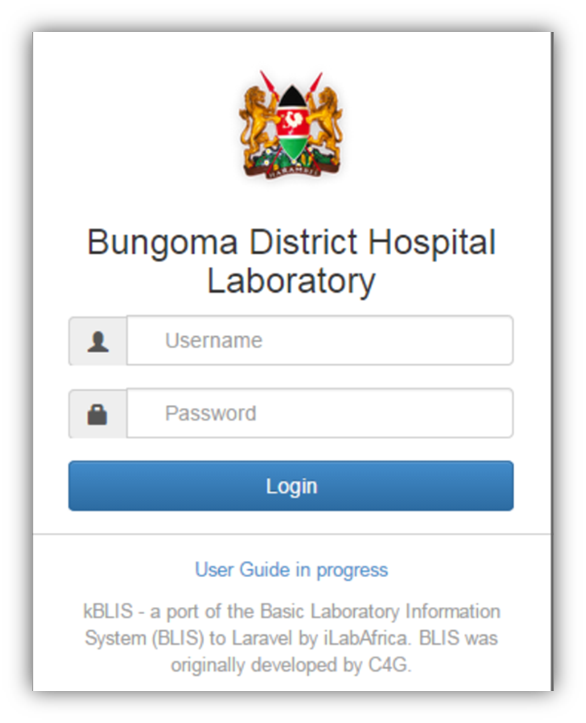 HARAMBEE
Bungoma District Hospital
Laboratory
Username
Password
Login
User Guide in progress
kBLIS - a port of the Basic Laboratory Information
System (BLIS) to Laravel by iLabAfrica. BLIS was
originally developed by C4G.